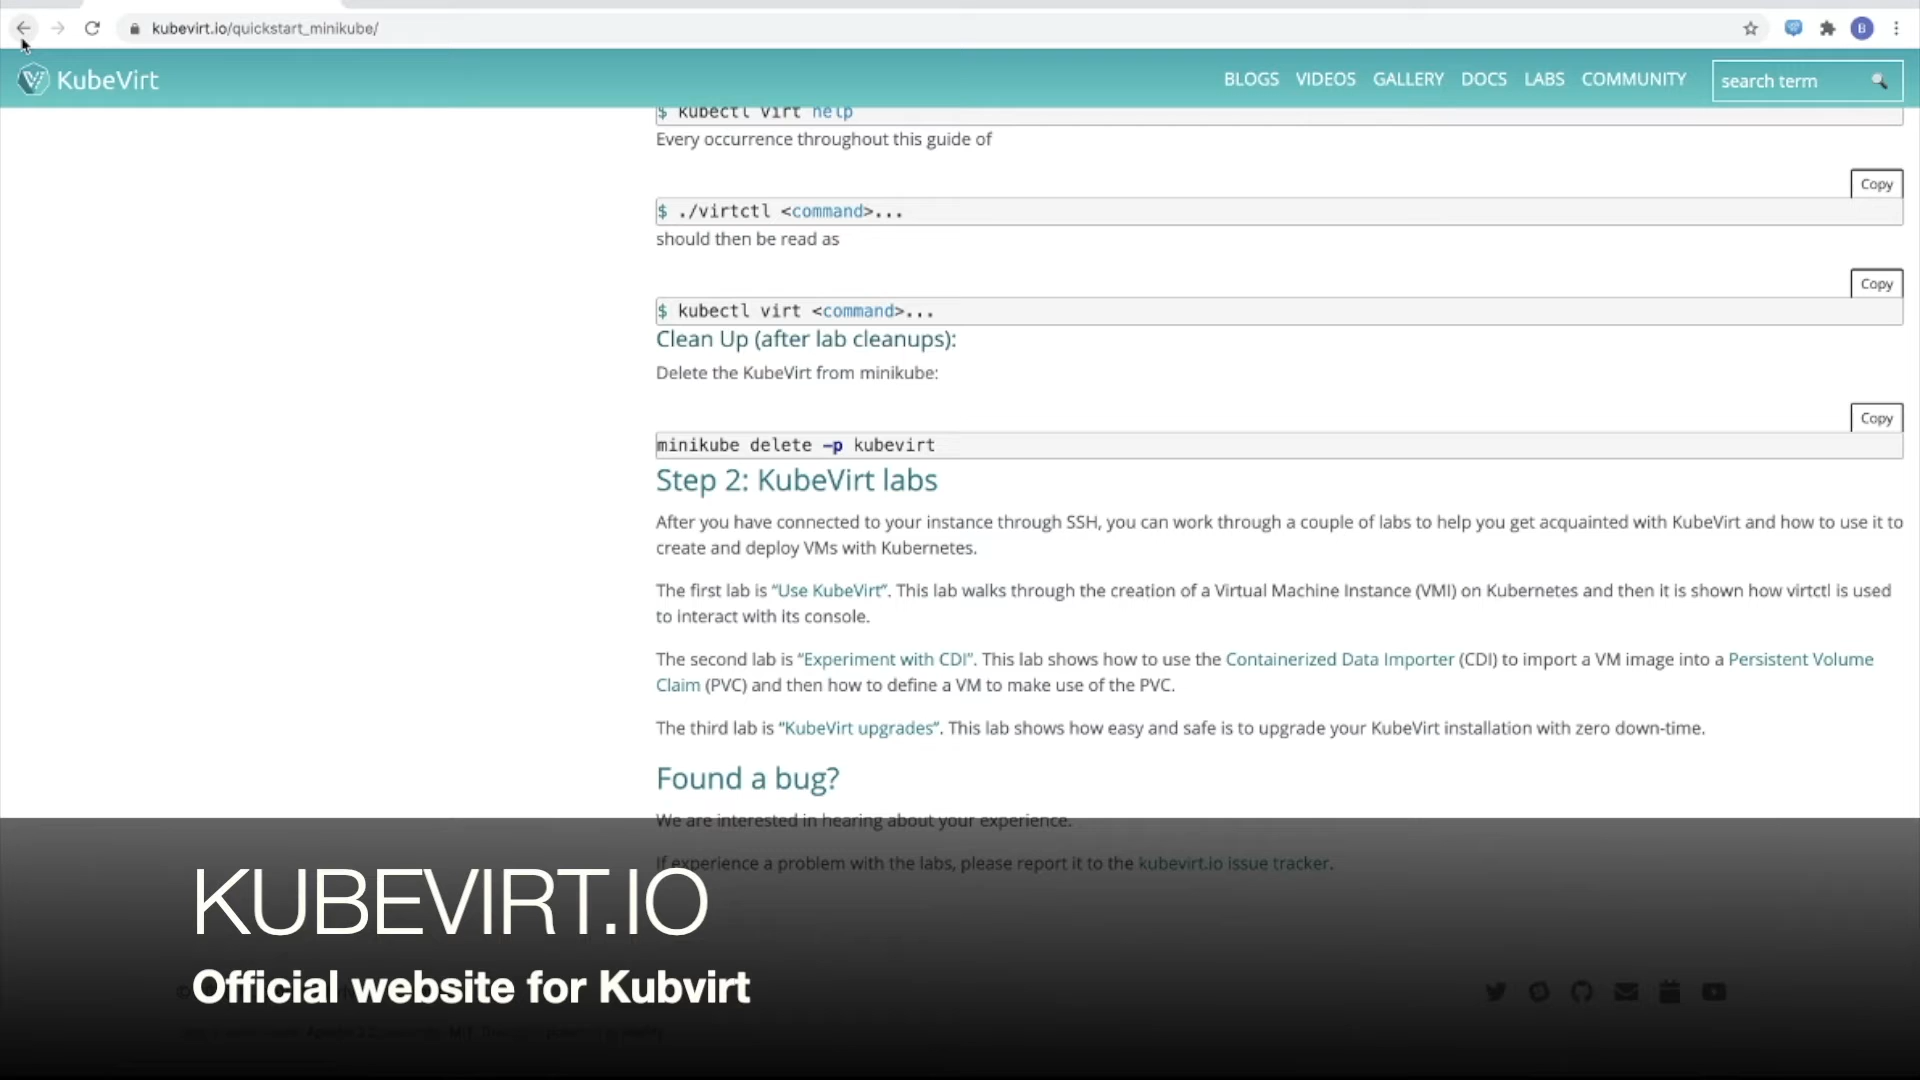 kubevirt.io/quickstart_minikube/
B
KubeVirt
BLOGS VIDEOS GALLERY DOCS LABS COMMUNITY
search term
$ kubectl virt help
Every occurrence throughout this guide of
Copy
$ ./virtctl <command>...
should then be read as
Copy
$ kubectl virt <command>...
Clean Up (after lab cleanups):
Delete the KubeVirt from minikube:
Copy
minikube delete -p kubevirt
Step 2: KubeVirt labs
After you have connected to your instance through SSH, you can work through a couple of labs to help you get acquainted with KubeVirt and how to use it to
create and deploy VMs with Kubernetes.
The first lab is “Use KubeVirt”. This lab walks through the creation of a Virtual Machine Instance (VMI) on Kubernetes and then it is shown how virtctl is used
to interact with its console.
The second lab is “Experiment with CDI”. This lab shows how to use the Containerized Data Importer (CDI) to import a VM image into a Persistent Volume
Claim (PVC) and then how to define a VM to make use of the PVC.
The third lab is “KubeVirt upgrades”. This lab shows how easy and safe is to upgrade your KubeVirt installation with zero down-time.
Found a bug?
We are interested in hearing about your experience.
If experience a problem with the labs, please report it to the kubevirt.io issue tracker.
KUBEVIRT.IO
Official website for Kubvirt